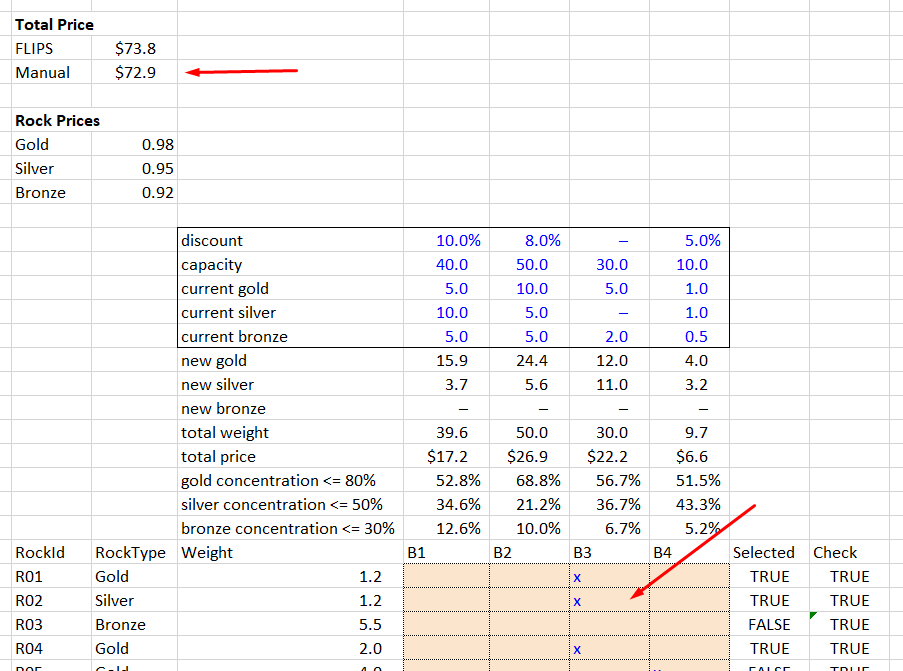 Total Price
FLIPS $73.8
Manual $72.9
Rock Prices
Gold 0.98
Silver 0.95
Bronze 0.92
discount 10.0% 8.0% – 5.0%
capacity 40.0 50.0 30.0 10.0
current gold 5.0 10.0 5.0 1.0
current silver 10.0 5.0 – 1.0
current bronze 5.0 5.0 2.0 0.5
new gold 15.9 24.4 12.0 4.0
new silver 3.7 5.6 11.0 3.2
new bronze – – – –
total weight 39.6 50.0 30.0 9.7
total price $17.2 $26.9 $22.2 $6.6
gold concentration <= 80% 52.8% 68.8% 56.7% 51.5%
silver concentration <= 50% 34.6% 21.2% 36.7% 43.3%
bronze concentration <= 30% 12.6% 10.0% 6.7% 5.2%
RockId RockType Weight B1 B2 B3 B4 Selected Check
R01 Gold 1.2 x TRUE TRUE
R02 Silver 1.2 x TRUE TRUE
R03 Bronze 5.5 FALSE TRUE
R04 Gold 2.0 x TRUE TRUE